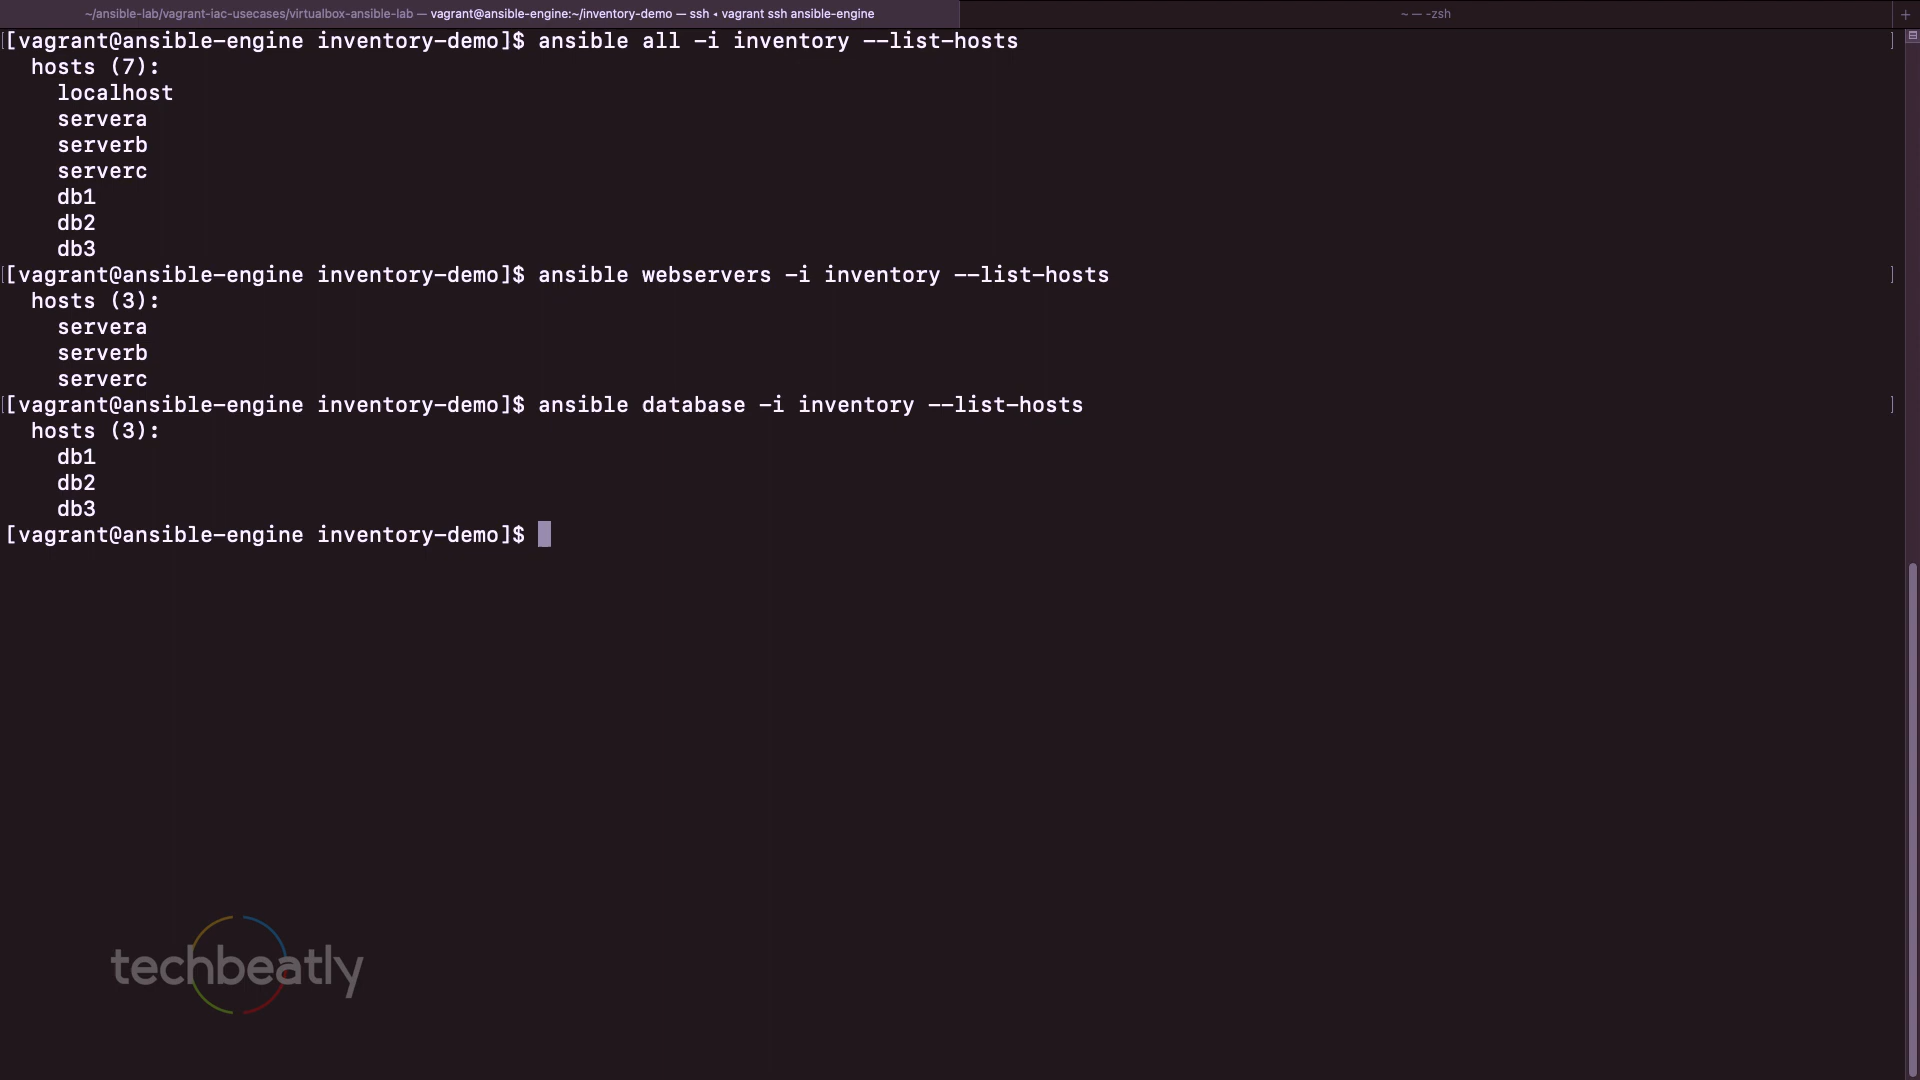 ~/ansible-lab/vagrant-iac-usecases/virtualbox-ansible-lab — vagrant@ansible-engine:~/inventory-demo — ssh ◂ vagrant ssh ansible-engine
~ — -zsh
[vagrant@ansible-engine inventory-demo]$ ansible all -i inventory --list-hosts
hosts (7):
localhost
servera
serverb
serverc
db1
db2
db3
[vagrant@ansible-engine inventory-demo]$ ansible webservers -i inventory --list-hosts
hosts (3):
servera
serverb
serverc
[vagrant@ansible-engine inventory-demo]$ ansible database -i inventory --list-hosts
hosts (3):
db1
db2
db3
[vagrant@ansible-engine inventory-demo]$
techbeatly